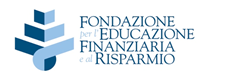 FONDAZIONE
per l'EDUCAZIONE
FINANZIARIA
e al RISPARMIO